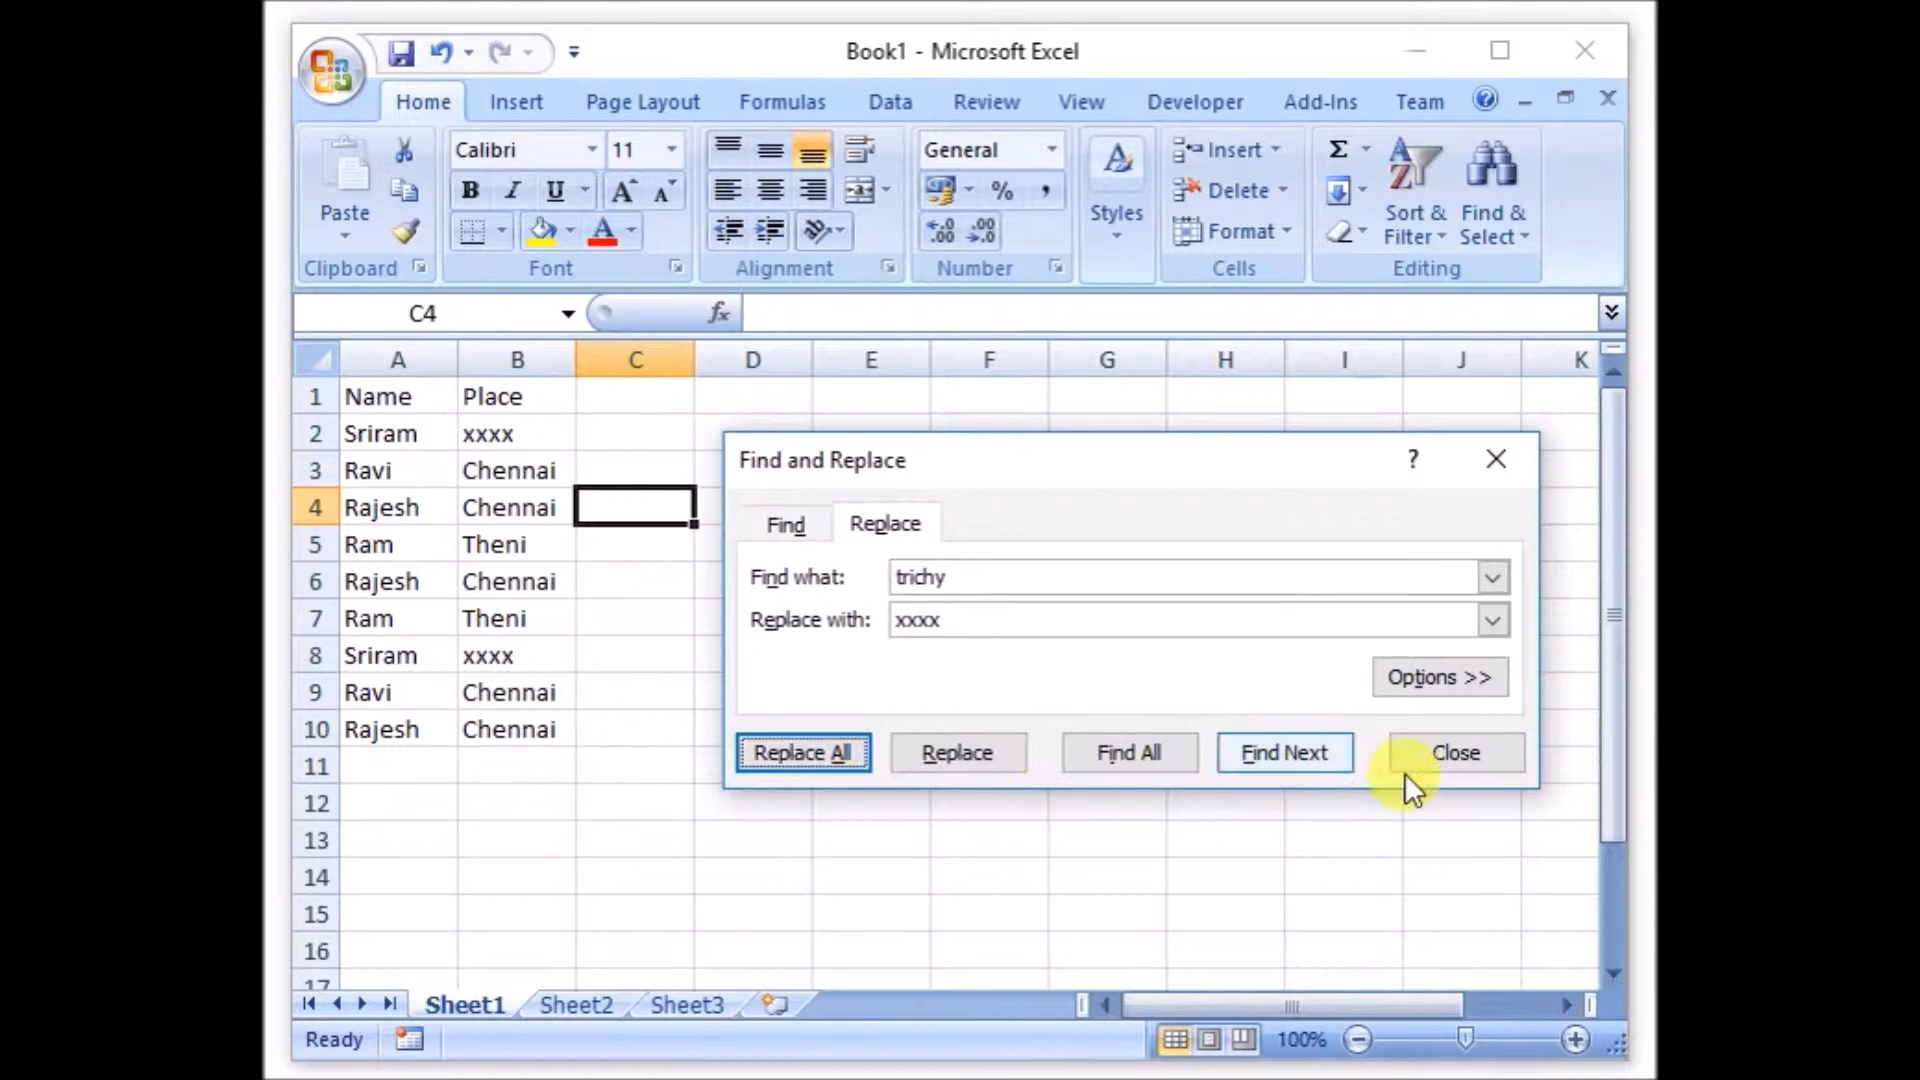 Book1 - Microsoft Excel
Home Insert Page Layout Formulas Data Review View Developer Add-Ins Team
Paste
Clipboard
Calibri 11
B I U A A
A
Font
Alignment
General
% ,
.00 .0
.00 .0
Number
Styles
Insert
Delete
Format
Cells
Σ
Sort & Filter
Find & Select
Editing
C4 fx
A B C D E F G H I J K
1 Name Place
2 Sriram xxxx
3 Ravi Chennai
4 Rajesh Chennai
5 Ram Theni
6 Rajesh Chennai
7 Ram Theni
8 Sriram xxxx
9 Ravi Chennai
10 Rajesh Chennai
11
12
13
14
15
16
17
Find and Replace ?
Find Replace
Find what: trichy
Replace with: xxxx
Options >>
Replace All Replace Find All Find Next Close
Sheet1 Sheet2 Sheet3
Ready 100%